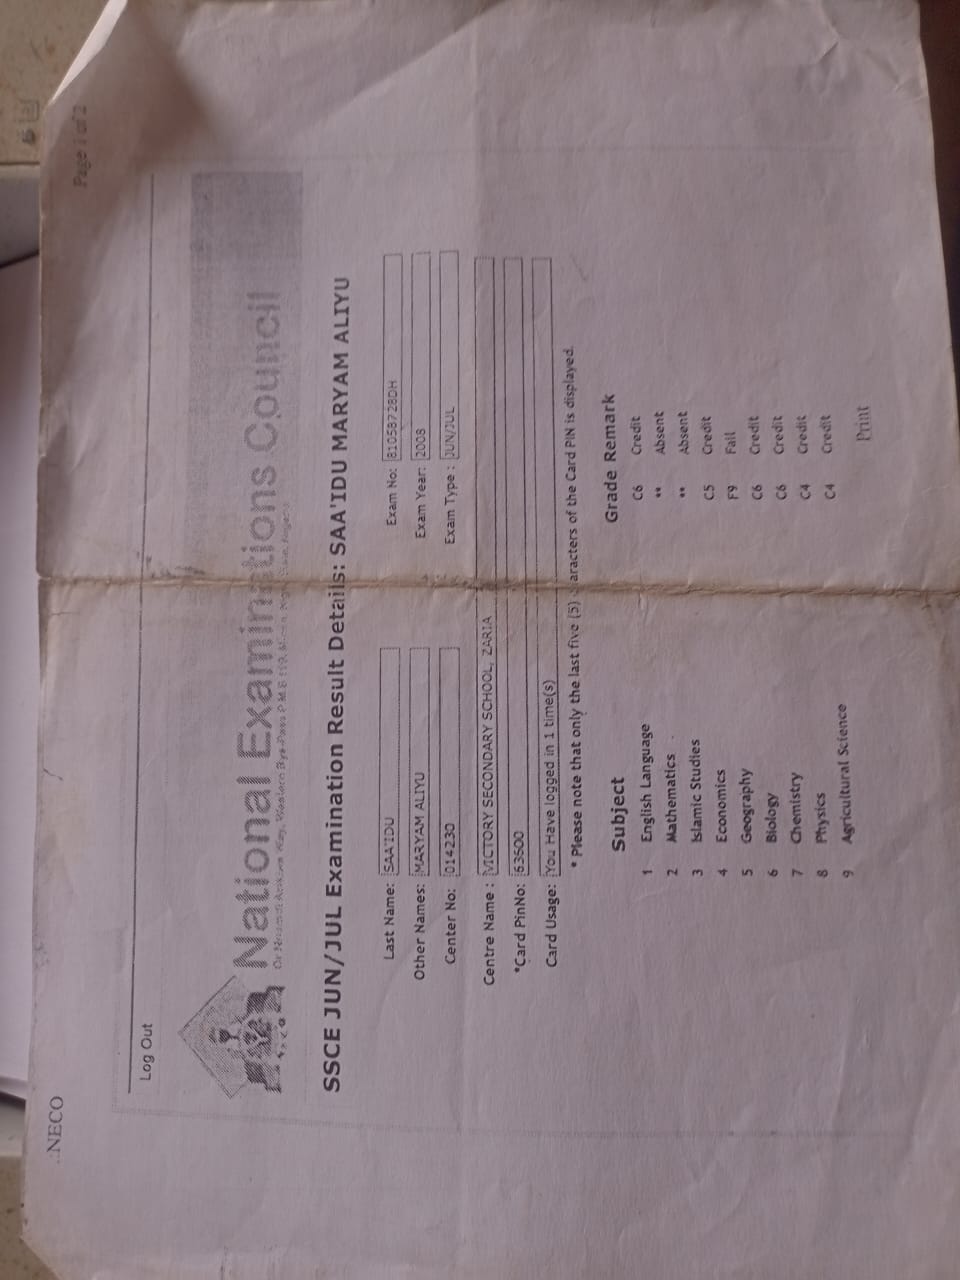 .:NECO
Page 1 of 2
Log Out
National Examinations Council
SSCE JUN/JUL Examination Result Details: SAA'IDU MARYAM ALIYU
Last Name: SAA'IDU Exam No: 81058728DH
Other Names: MARYAM ALIYU Exam Year: 2008
Center No: 014230 Exam Type : JUN/JUL
Centre Name : VICTORY SECONDARY SCHOOL, ZARIA
*Card PinNo: 63500
Card Usage: You Have logged in 1 time(s)
* Please note that only the last five (5) characters of the Card PIN is displayed.
Subject Grade Remark
1 English Language C6 Credit
2 Mathematics ** Absent
3 Islamic Studies ** Absent
4 Economics C5 Credit
5 Geography F9 Fail
6 Biology C6 Credit
7 Chemistry C6 Credit
8 Physics C4 Credit
9 Agricultural Science C4 Credit
Print